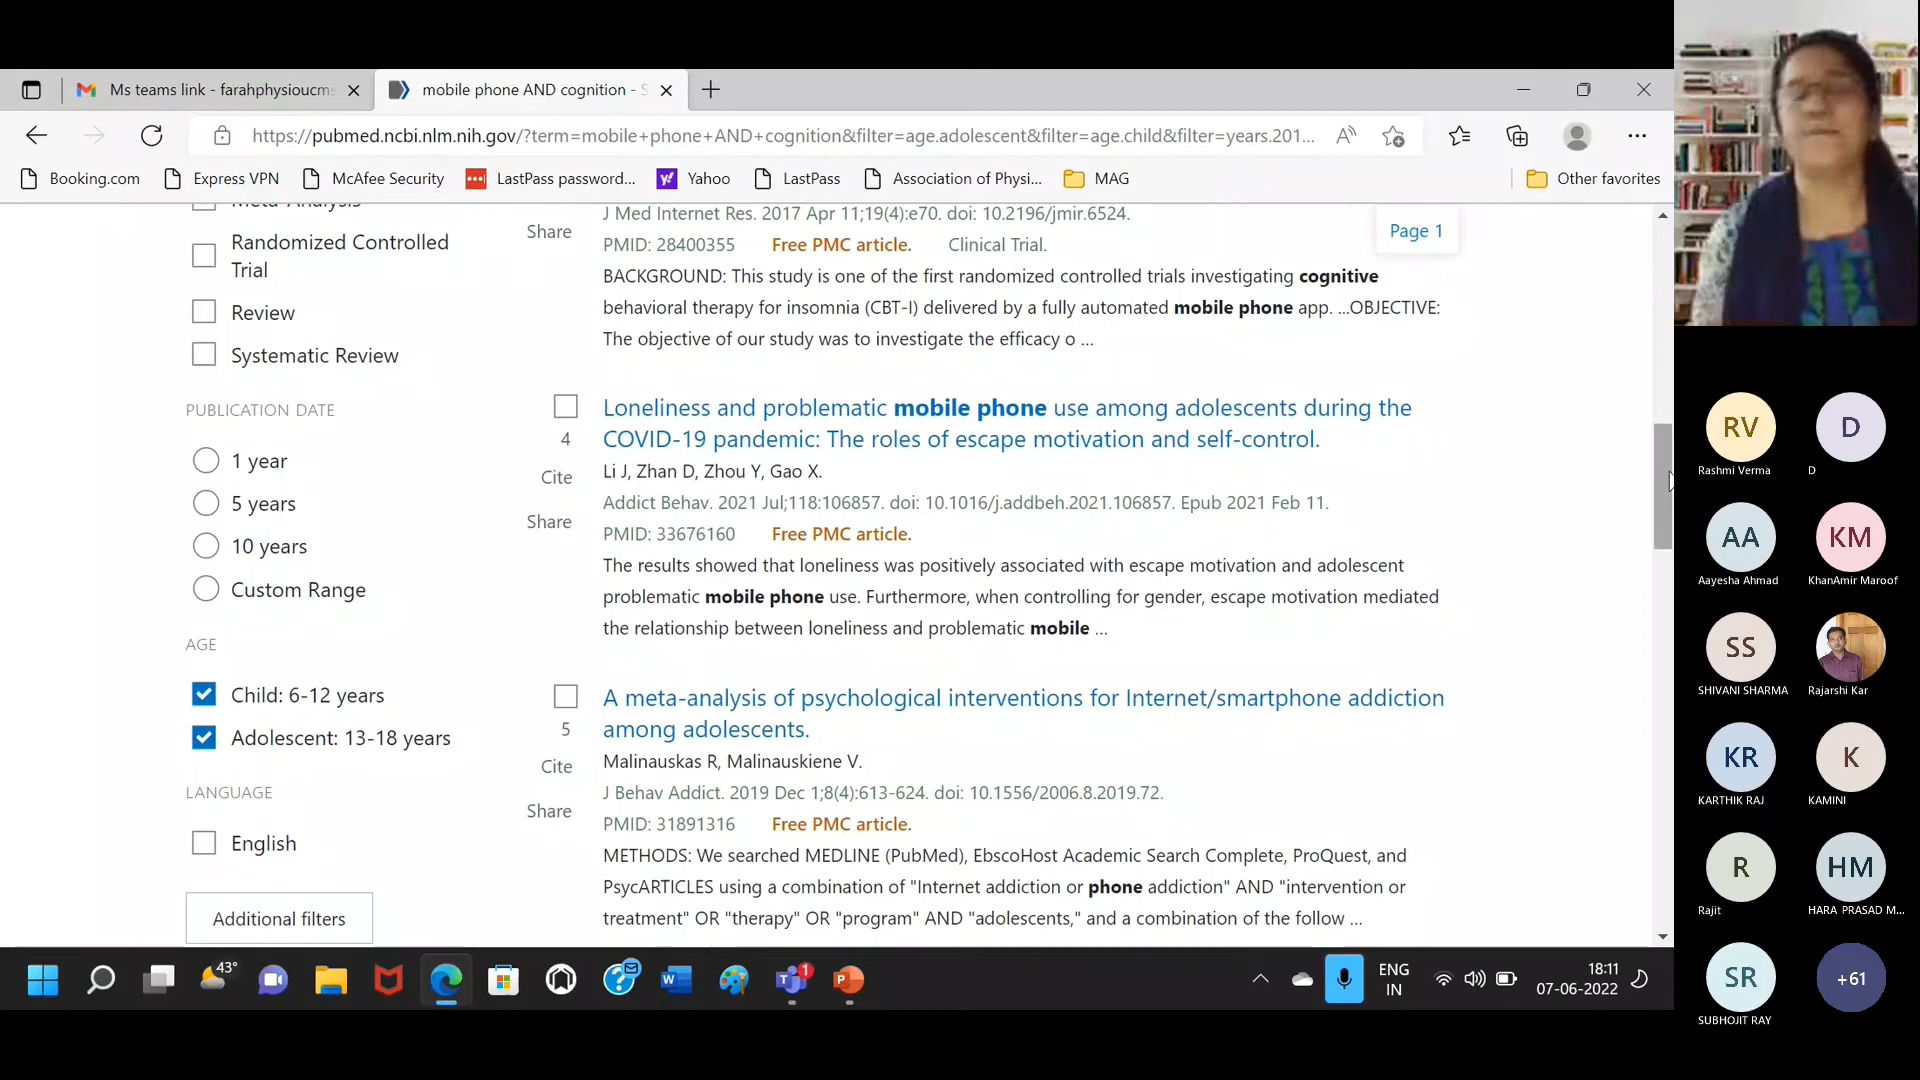 Ms teams link - farahphysioucms
mobile phone AND cognition - S
https://pubmed.ncbi.nlm.nih.gov/?term=mobile+phone+AND+cognition&filter=age.adolescent&filter=age.child&filter=years.201...
Booking.com
Express VPN
McAfee Security
LastPass password...
Yahoo
LastPass
Association of Physi...
MAG
Other favorites
Meta-Analysis
Randomized Controlled
Trial
Review
Systematic Review
PUBLICATION DATE
1 year
5 years
10 years
Custom Range
AGE
Child: 6-12 years
Adolescent: 13-18 years
LANGUAGE
English
Additional filters
J Med Internet Res. 2017 Apr 11;19(4):e70. doi: 10.2196/jmir.6524.
Share
PMID: 28400355 Free PMC article. Clinical Trial.
Page 1
BACKGROUND: This study is one of the first randomized controlled trials investigating cognitive
behavioral therapy for insomnia (CBT-I) delivered by a fully automated mobile phone app. ...OBJECTIVE:
The objective of our study was to investigate the efficacy o ...
Loneliness and problematic mobile phone use among adolescents during the
4
COVID-19 pandemic: The roles of escape motivation and self-control.
Cite
Li J, Zhan D, Zhou Y, Gao X.
Addict Behav. 2021 Jul;118:106857. doi: 10.1016/j.addbeh.2021.106857. Epub 2021 Feb 11.
Share
PMID: 33676160 Free PMC article.
The results showed that loneliness was positively associated with escape motivation and adolescent
problematic mobile phone use. Furthermore, when controlling for gender, escape motivation mediated
the relationship between loneliness and problematic mobile ...
A meta-analysis of psychological interventions for Internet/smartphone addiction
5
among adolescents.
Cite
Malinauskas R, Malinauskiene V.
J Behav Addict. 2019 Dec 1;8(4):613-624. doi: 10.1556/2006.8.2019.72.
Share
PMID: 31891316 Free PMC article.
METHODS: We searched MEDLINE (PubMed), EbscoHost Academic Search Complete, ProQuest, and
PsycARTICLES using a combination of "Internet addiction or phone addiction" AND "intervention or
treatment" OR "therapy" OR "program" AND "adolescents," and a combination of the follow ...
43°
W
1
P
ENG
IN
18:11
07-06-2022
RV
Rashmi Verma
D
D
AA
Aayesha Ahmad
KM
KhanAmir Maroof
SS
SHIVANI SHARMA
Rajarshi Kar
KR
KARTHIK RAJ
K
KAMINI
R
Rajit
HM
HARA PRASAD M...
SR
SUBHOJIT RAY
+61